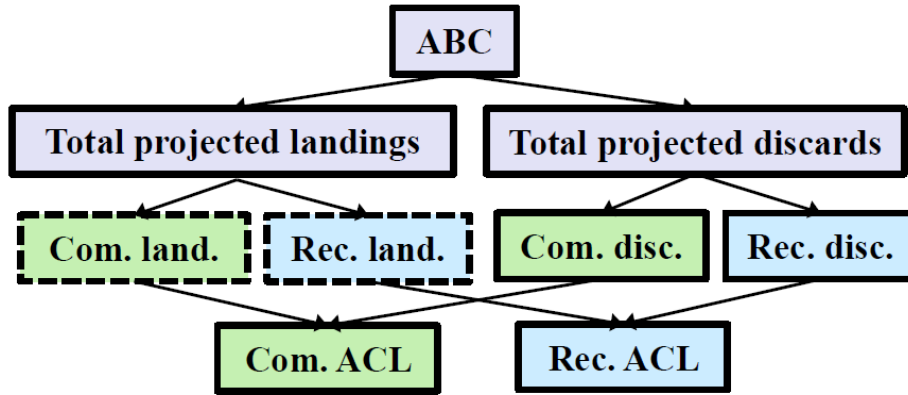 ABC
Total projected landings
Total projected discards
Com. land.
Rec. land.
Com. disc.
Rec. disc.
Com. ACL
Rec. ACL